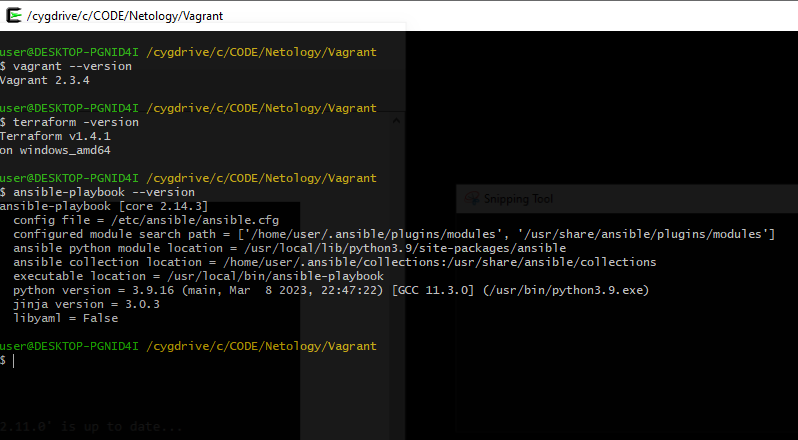 /cygdrive/c/CODE/Netology/Vagrant
user@DESKTOP-PGNID4I /cygdrive/c/CODE/Netology/Vagrant
$ vagrant --version
Vagrant 2.3.4
user@DESKTOP-PGNID4I /cygdrive/c/CODE/Netology/Vagrant
$ terraform -version
Terraform v1.4.1
on windows_amd64
user@DESKTOP-PGNID4I /cygdrive/c/CODE/Netology/Vagrant
$ ansible-playbook --version
ansible-playbook [core 2.14.3]
  config file = /etc/ansible/ansible.cfg
  configured module search path = ['/home/user/.ansible/plugins/modules', '/usr/share/ansible/plugins/modules']
  ansible python module location = /usr/local/lib/python3.9/site-packages/ansible
  ansible collection location = /home/user/.ansible/collections:/usr/share/ansible/collections
  executable location = /usr/local/bin/ansible-playbook
  python version = 3.9.16 (main, Mar  8 2023, 22:47:22) [GCC 11.3.0] (/usr/bin/python3.9.exe)
  jinja version = 3.0.3
  libyaml = False
user@DESKTOP-PGNID4I /cygdrive/c/CODE/Netology/Vagrant
$
Snipping Tool
2.11.0' is up to date...